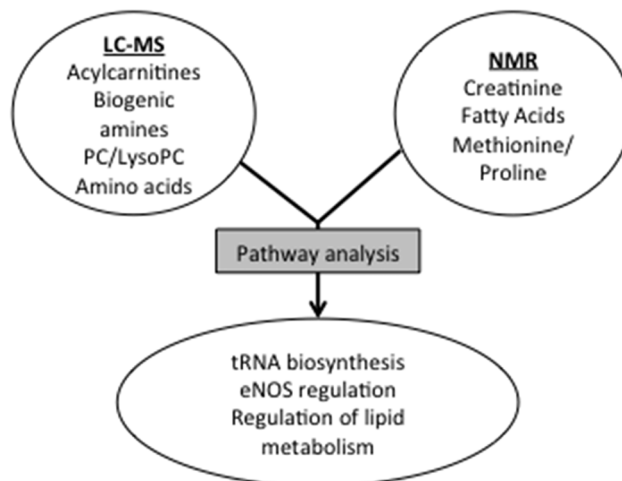 LC-MS
Acylcarnitines
Biogenic
amines
PC/LysoPC
Amino acids
NMR
Creatinine
Fatty Acids
Methionine/
Proline
Pathway analysis
tRNA biosynthesis
eNOS regulation
Regulation of lipid
metabolism